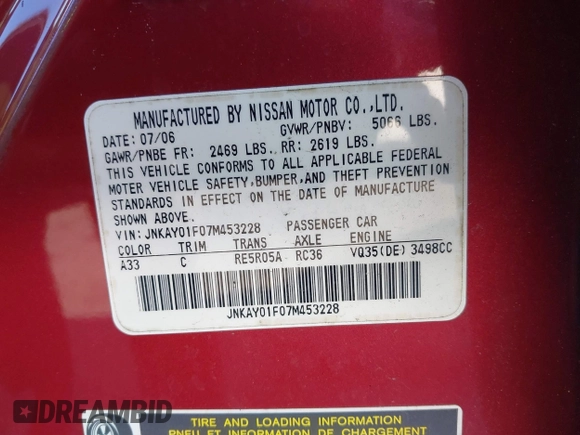 MANUFACTURED BY NISSAN MOTOR CO.,LTD.
DATE: 07/06 GVWR/PNBV: 5066 LBS.
GAWR/PNBE FR: 2469 LBS. RR: 2619 LBS.
THIS VEHICLE CONFORMS TO ALL APPLICABLE FEDERAL
MOTOR VEHICLE SAFETY, BUMPER, AND THEFT PREVENTION
STANDARDS IN EFFECT ON THE DATE OF MANUFACTURE
SHOWN ABOVE.
VIN: JNKAY01F07M453228 PASSENGER CAR
COLOR TRIM TRANS AXLE ENGINE
A33 C RE5R05A RC36 VQ35(DE) 3498CC
JNKAY01F07M453228
DREAMBID
TIRE AND LOADING INFORMATION
PNEU ET INFORMATION DE CHARGEMENT